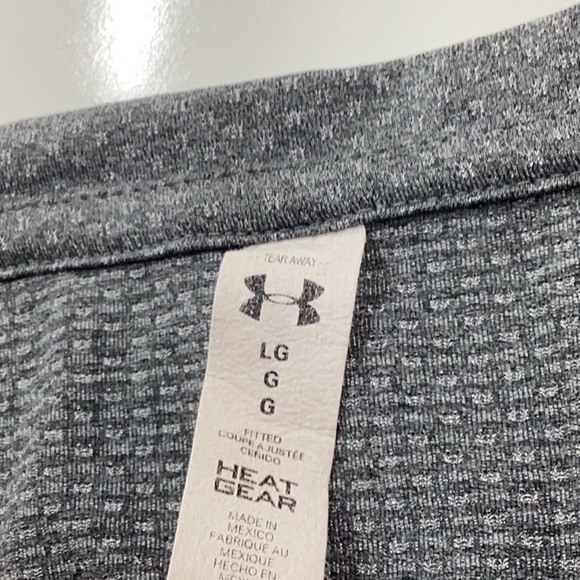 - TEAR AWAY -
LG
G
G
FITTED
COUPE AJUSTÉE
CEÑIDO
HEAT
GEAR
MADE IN
MEXICO
FABRIQUÉ AU
MEXIQUE
HECHO EN